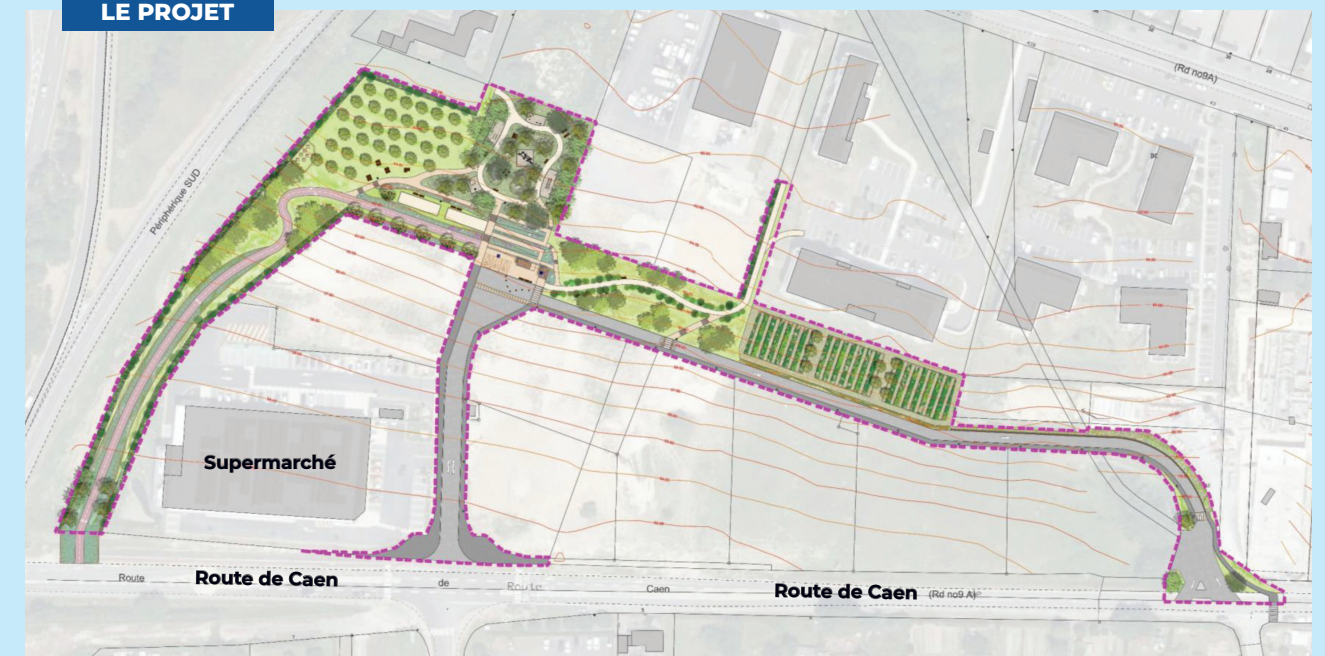 LE PROJET
(Rd no9A)
Périphérique SUD
Supermarché
Route
Route de Caen
de
Route
Caen
Route de Caen
(Rd no9 A)